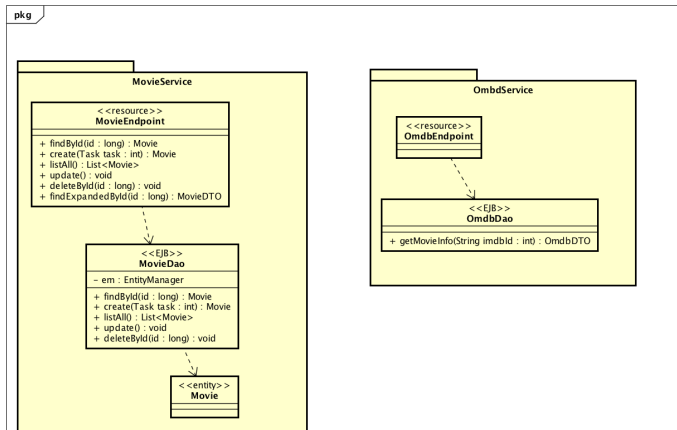 pkg
MovieService
<<resource>>
MovieEndpoint
+ findById(id : long) : Movie
+ create(Task task : int) : Movie
+ listAll() : List<Movie>
+ update() : void
+ deleteById(id : long) : void
+ findExpandedById(id : long) : MovieDTO
<<EJB>>
MovieDao
- em : EntityManager
+ findById(id : long) : Movie
+ create(Task task : int) : Movie
+ listAll() : List<Movie>
+ update() : void
+ deleteById(id : long) : void
<<entity>>
Movie
OmbdService
<<resource>>
OmdbEndpoint
<<EJB>>
OmdbDao
+ getMovieInfo(String imdbId : int) : OmdbDTO